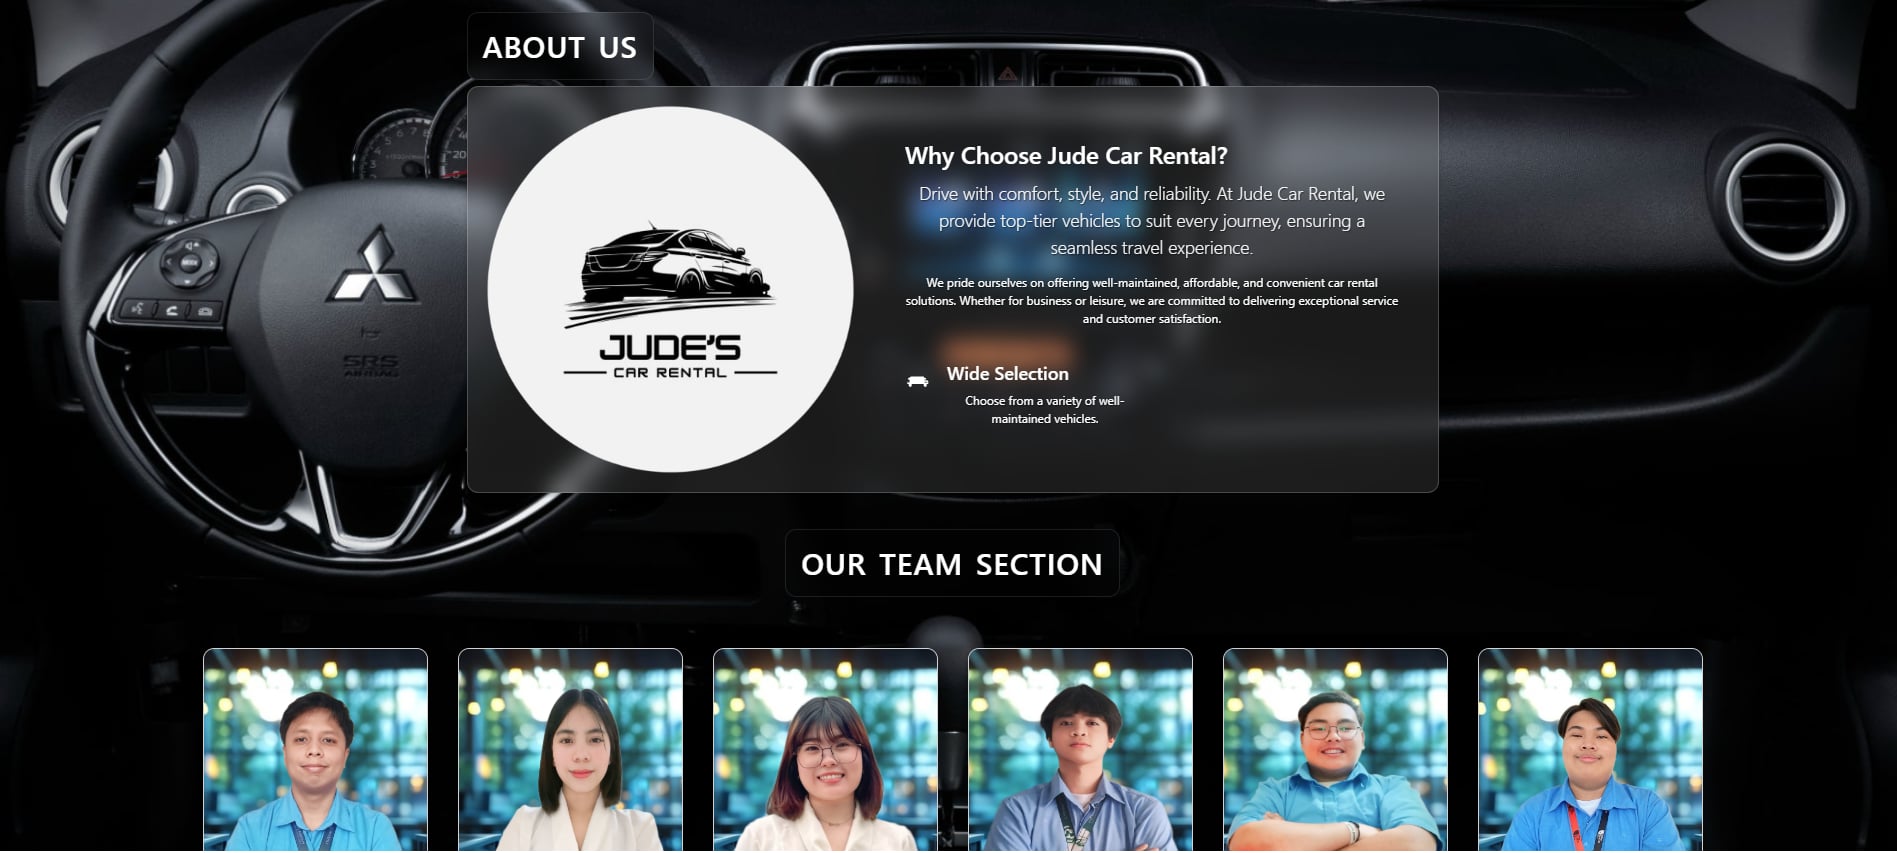 ABOUT US
JUDE'S
CAR RENTAL
Why Choose Jude Car Rental?
Drive with comfort, style, and reliability. At Jude Car Rental, we
provide top-tier vehicles to suit every journey, ensuring a
seamless travel experience.
We pride ourselves on offering well-maintained, affordable, and convenient car rental
solutions. Whether for business or leisure, we are committed to delivering exceptional service
and customer satisfaction.
Wide Selection
Choose from a variety of well-
maintained vehicles.
MODE
SRS
AIRBAG
OUR TEAM SECTION